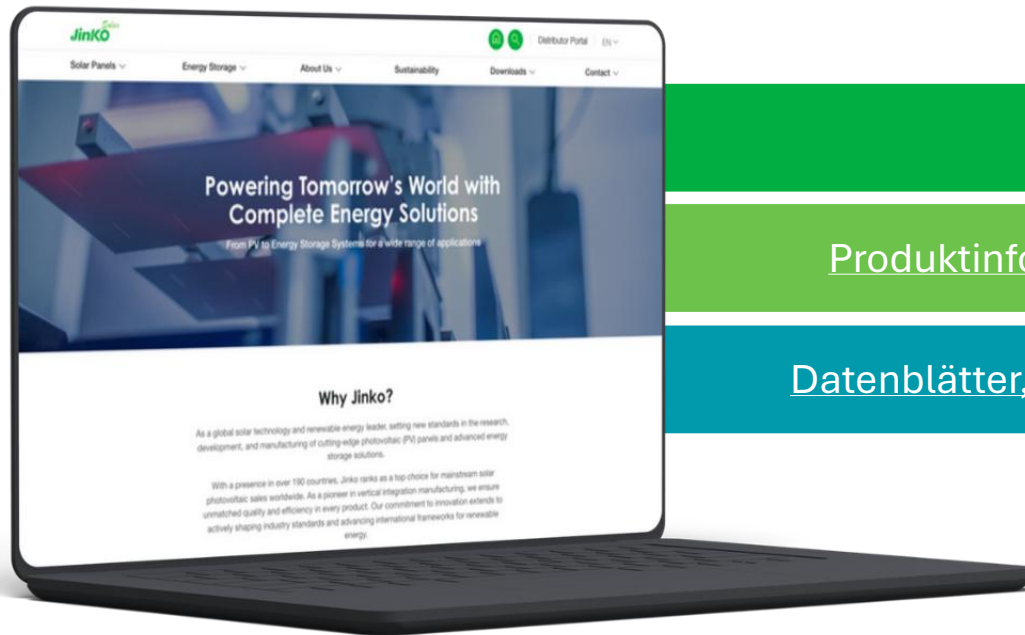 JinKO Solar
Distributor Portal EN
Solar Panels Energy Storage About Us Sustainability Downloads Contact
Powering Tomorrow's World with
Complete Energy Solutions
From PV to Energy Storage Systems for a wide range of applications
Why Jinko?
As a global solar technology and renewable energy leader, setting new standards in the research,
development, and manufacturing of cutting-edge photovoltaic (PV) panels and advanced energy
storage solutions.
With a presence in over 190 countries, Jinko ranks as a top choice for mainstream solar
photovoltaic sales worldwide. As a pioneer in vertical integration manufacturing, we ensure
unmatched quality and efficiency in every product. Our commitment to innovation extends to
actively shaping industry standards and advancing international frameworks for renewable
energy.
Produktinfo
Datenblätter,